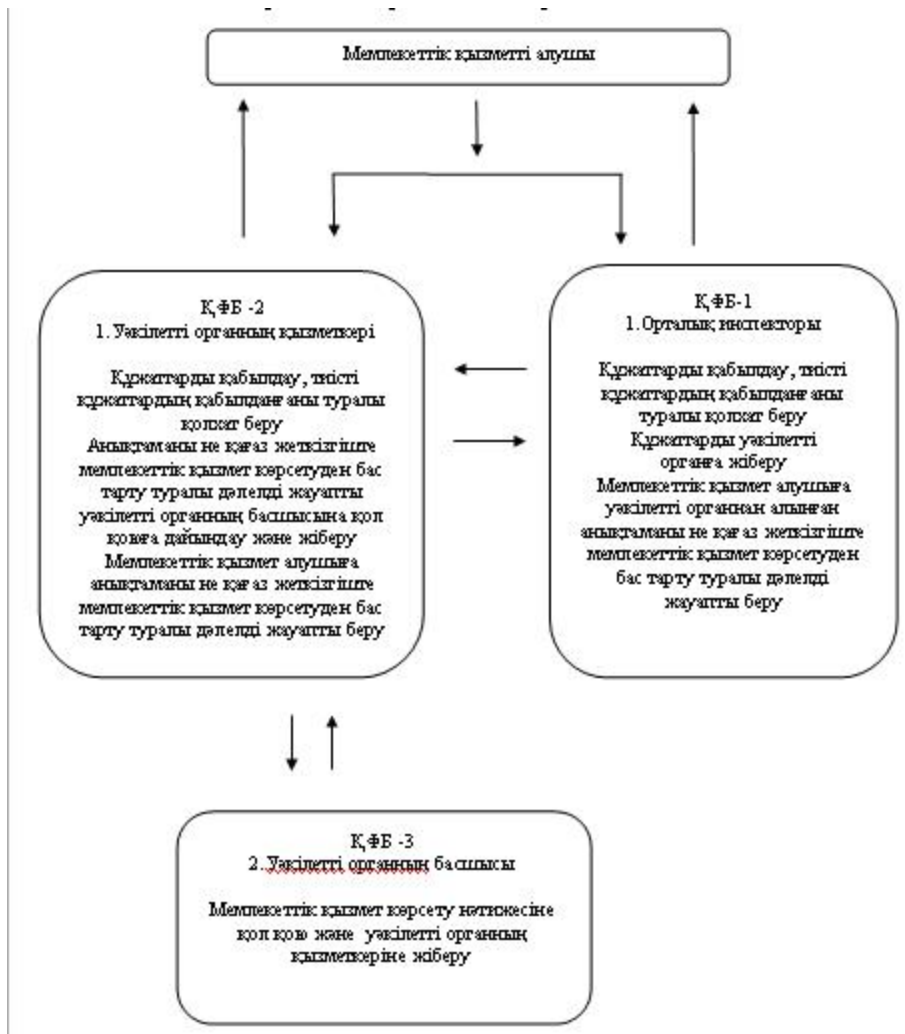 Мемлекеттік қызметті алушы
ҚФБ -2
1. Уәкілетті органның қызметкері
Құжаттарды қабылдау, тиісті
құжаттардың қабылданғаны туралы
қолхат беру
Анықтаманы не қағаз жеткізгіште
мемлекеттік қызмет көрсетуден бас
тарту туралы дәлелді жауапты
уәкілетті органның басшысына қол
қоюға дайындау және жіберу
Мемлекеттік қызмет алушыға
анықтаманы не қағаз жеткізгіште
мемлекеттік қызмет көрсетуден бас
тарту туралы дәлелді жауапты беру
ҚФБ-1
1.Орталық инспекторы
Құжаттарды қабылдау, тиісті
құжаттардың қабылданғаны
туралы қолхат беру
Құжаттарды уәкілетті
органға жіберу
Мемлекеттік қызмет алушыға
уәкілетті органнан алынған
анықтаманы не қағаз жеткізгіште
мемлекеттік қызмет көрсетуден
бас тарту туралы дәлелді
жауапты беру
ҚФБ -3
2. Уәкілетті органның басшысы
Мемлекеттік қызмет көрсету нәтижесіне
қол қою және уәкілетті органның
қызметкеріне жіберу